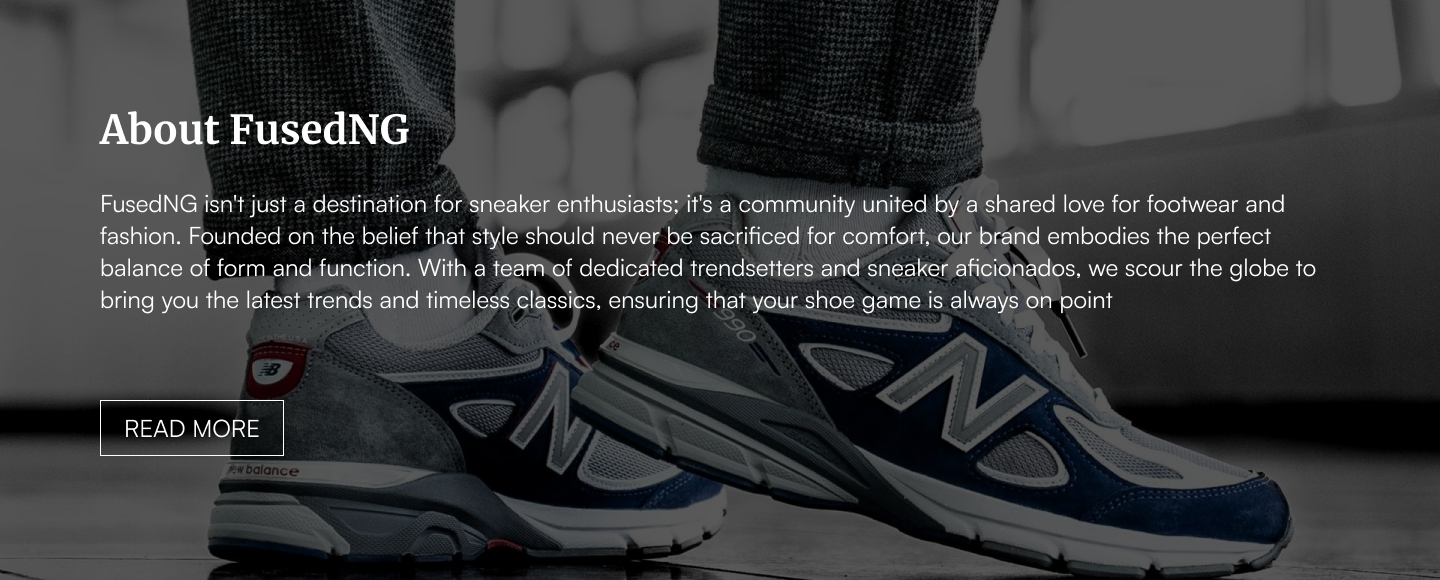 About FusedNG
FusedNG isn't just a destination for sneaker enthusiasts; it's a community united by a shared love for footwear and
fashion. Founded on the belief that style should never be sacrificed for comfort, our brand embodies the perfect
balance of form and function. With a team of dedicated trendsetters and sneaker aficionados, we scour the globe to
bring you the latest trends and timeless classics, ensuring that your shoe game is always on point
990
NB
N
N
READ MORE
new balance